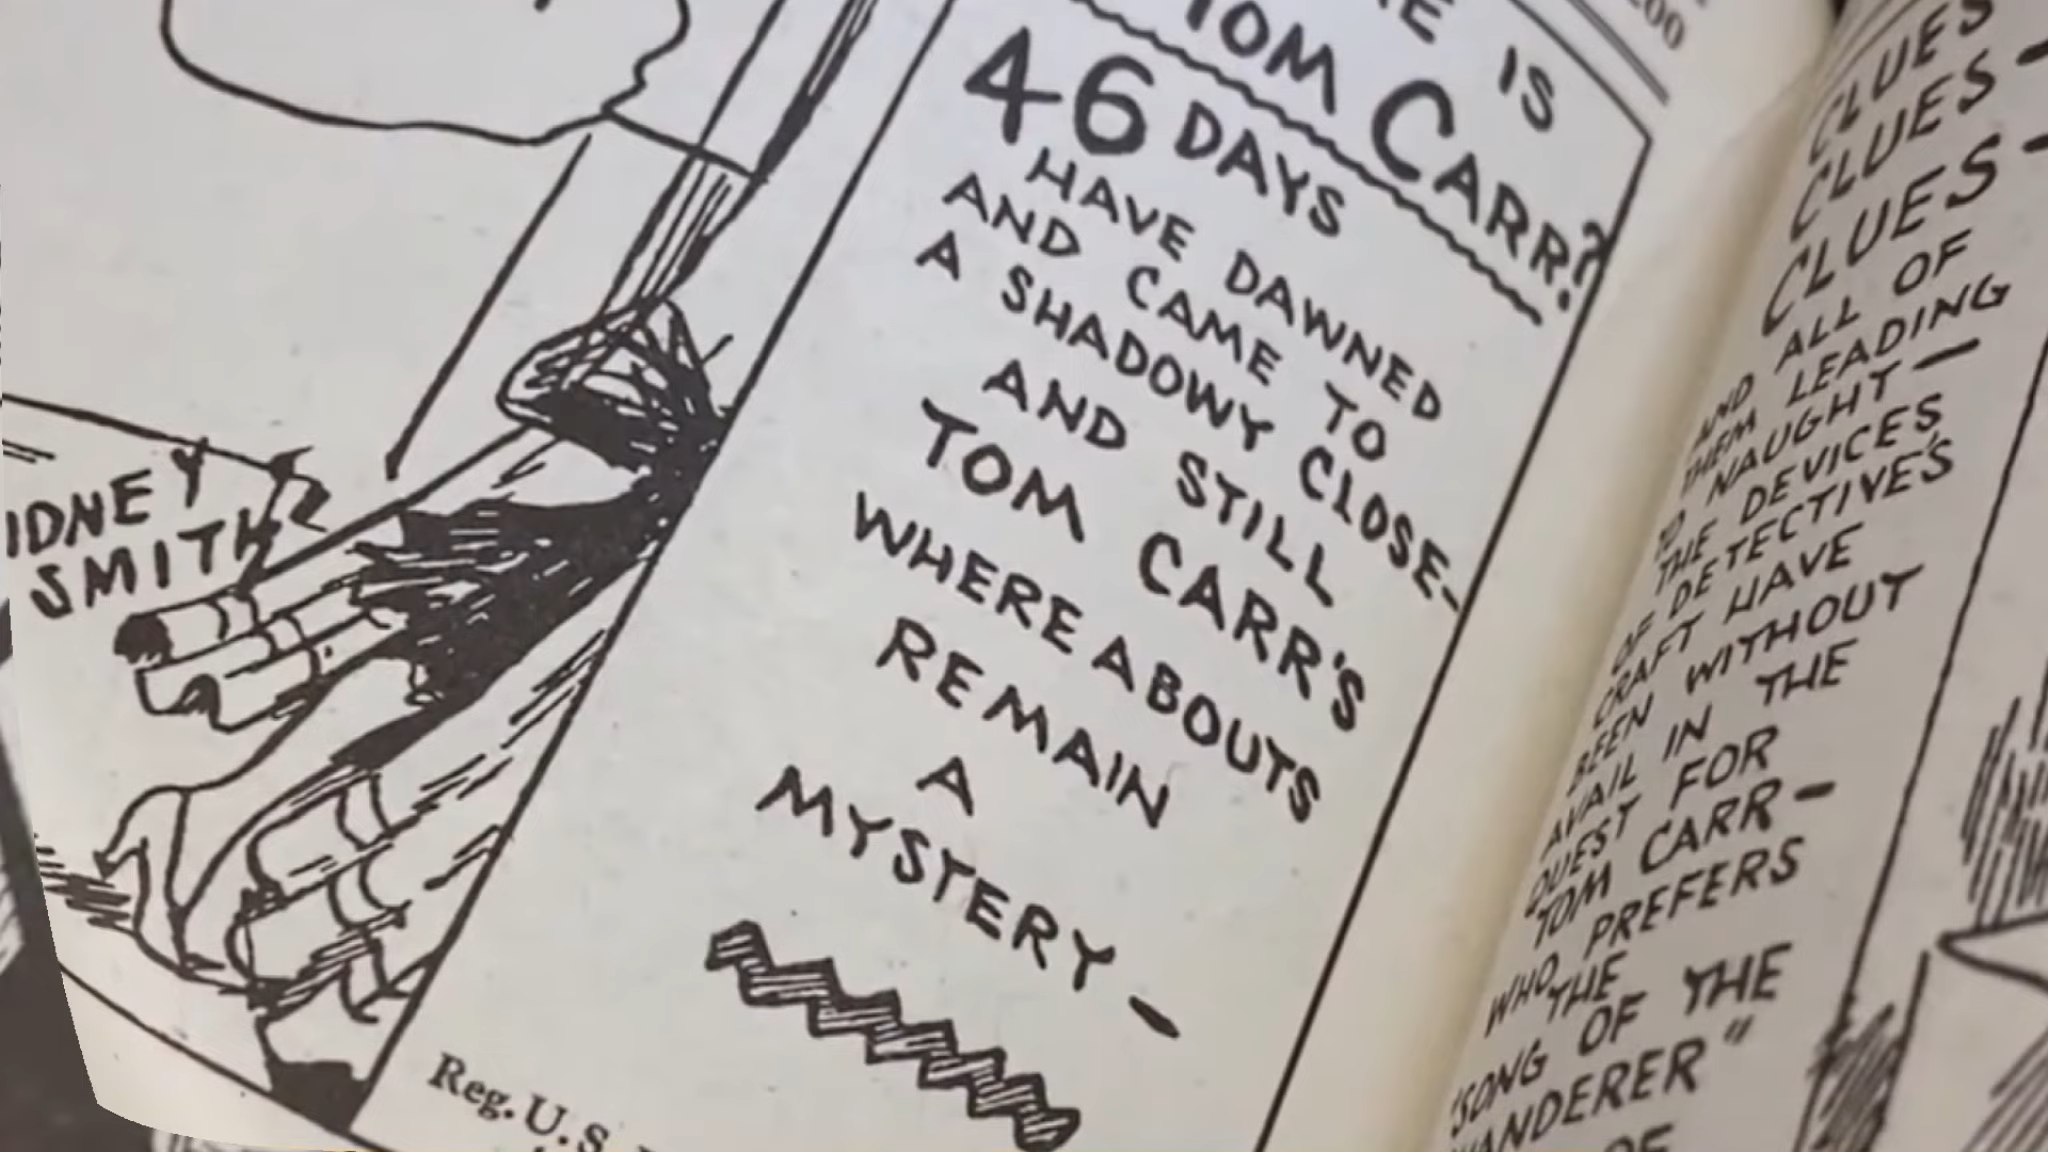 IDNEY
SMITH
IS
TOM CARR?
46 DAYS
HAVE DAWNED
AND CAME TO
A SHADOWY CLOSE-
AND STILL
TOM CARR'S
WHEREABOUTS
REMAIN
A
MYSTERY -
Reg. U. S.
200
CLUES
CLUES -
CLUES -
ALL OF
AND LEADING
THEM
NAUGHT -
TO DEVICES
THE DETECTIVE'S
OF
CRAFT HAVE
BEEN WITHOUT
AVAIL IN THE
QUEST FOR
TOM CARR -
WHO PREFERS
THE
"SONG OF THE
WANDERER"